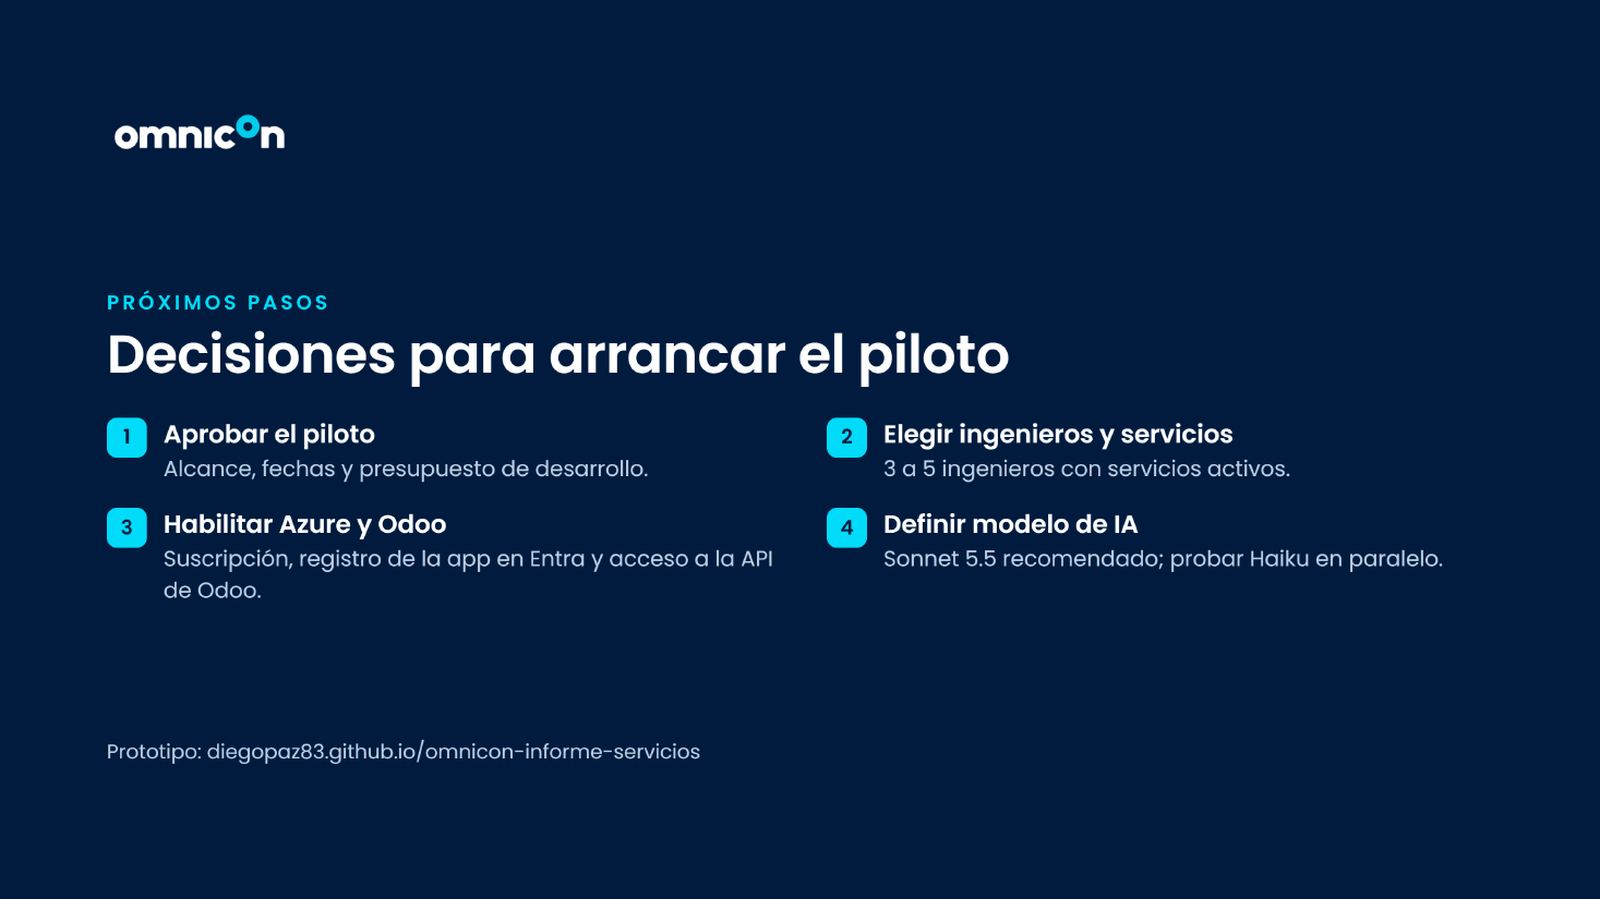 omnicon
PRÓXIMOS PASOS
Decisiones para arrancar el piloto
1
Aprobar el piloto
Alcance, fechas y presupuesto de desarrollo.
2
Elegir ingenieros y servicios
3 a 5 ingenieros con servicios activos.
3
Habilitar Azure y Odoo
Suscripción, registro de la app en Entra y acceso a la API
de Odoo.
4
Definir modelo de IA
Sonnet 5.5 recomendado; probar Haiku en paralelo.
Prototipo: diegopaz83.github.io/omnicon-informe-servicios